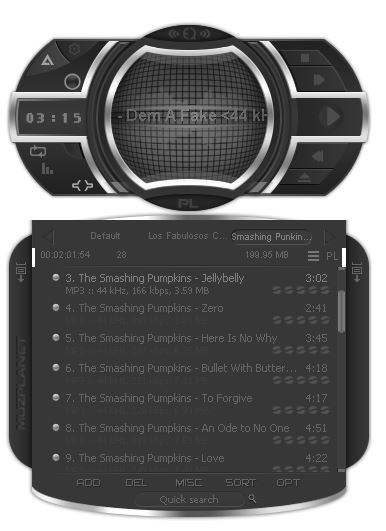 - Dem A Fake <44 kH
03:15
PL
Default Los Fabulosos C... Smashing Punkin...
00:02:01:54 28 199.95 MB PL
3. The Smashing Pumpkins - Jellybelly 3:02
MP3 :: 44 kHz, 166 kbps, 3.59 MB
4. The Smashing Pumpkins - Zero 2:41
5. The Smashing Pumpkins - Here Is No Why 3:45
6. The Smashing Pumpkins - Bullet With Butter... 4:18
7. The Smashing Pumpkins - To Forgive 4:17
8. The Smashing Pumpkins - An Ode to No One 4:51
9. The Smashing Pumpkins - Love 4:22
MUZPLANET
ADD DEL MISC SORT OPT
Quick search